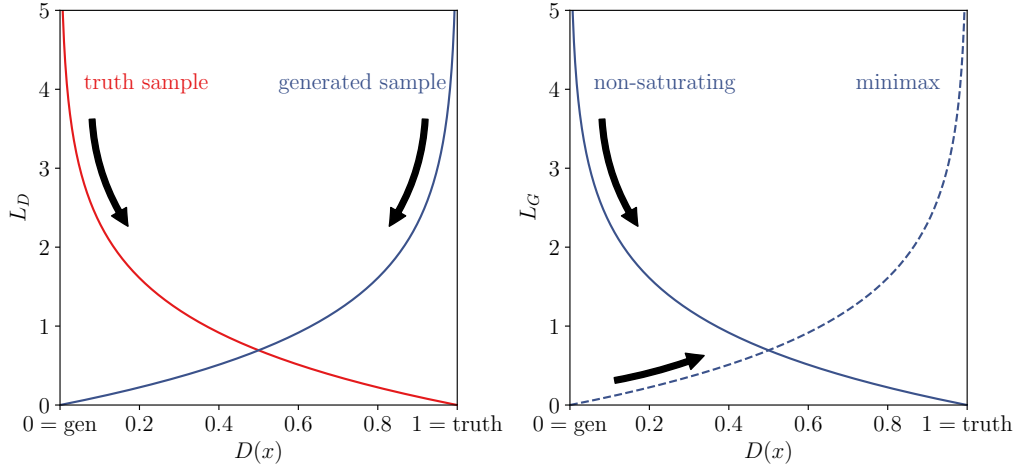 5
4
3
2
1
0
L_D
truth sample
generated sample
0 = gen
0.2
0.4
0.6
0.8
1 = truth
D(x)
5
4
3
2
1
0
L_G
non-saturating
minimax
0 = gen
0.2
0.4
0.6
0.8
1 = truth
D(x)